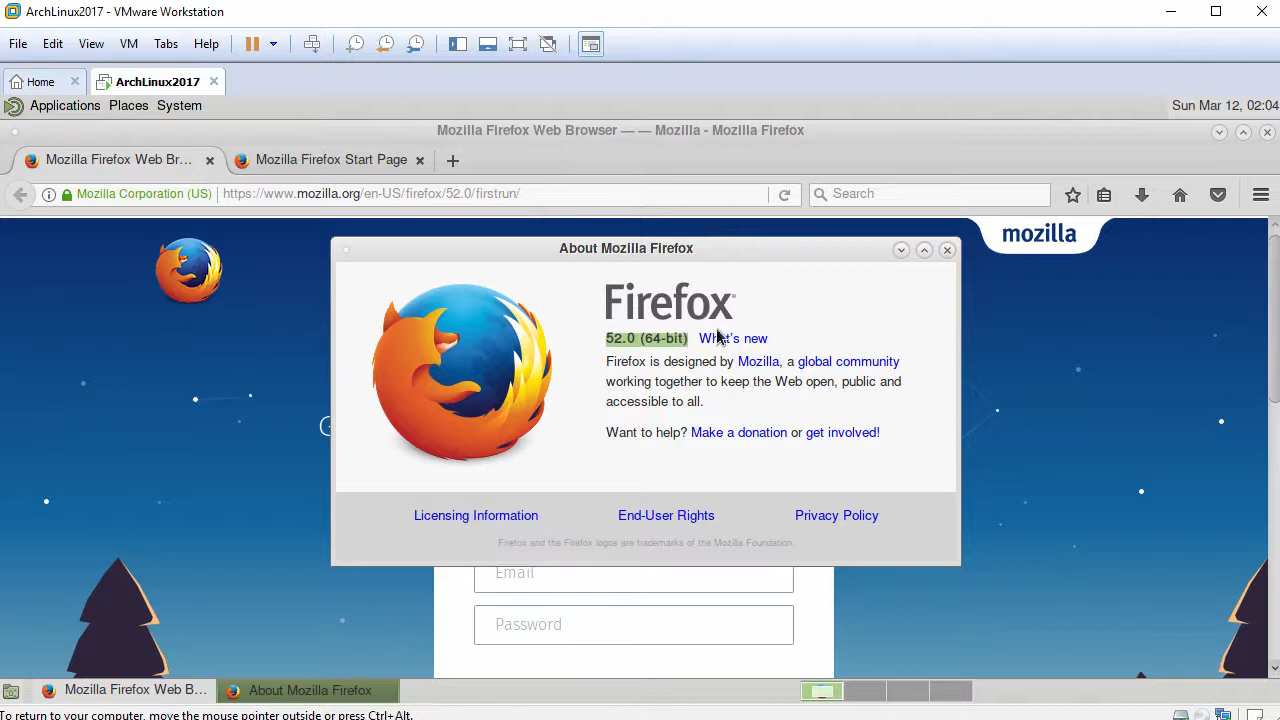 ArchLinux2017 - VMware Workstation
File Edit View VM Tabs Help
Home ArchLinux2017
Applications Places System Sun Mar 12, 02:04
Mozilla Firefox Web Browser — — Mozilla - Mozilla Firefox
Mozilla Firefox Web Br... Mozilla Firefox Start Page
Mozilla Corporation (US) https://www.mozilla.org/en-US/firefox/52.0/firstrun/ Search
mozilla
About Mozilla Firefox
Firefox
52.0 (64-bit) What's new
Firefox is designed by Mozilla, a global community
working together to keep the Web open, public and
accessible to all.
Want to help? Make a donation or get involved!
Licensing Information End-User Rights Privacy Policy
Firefox and the Firefox logos are trademarks of the Mozilla Foundation.
Email
Password
Mozilla Firefox Web B... About Mozilla Firefox
To return to your computer, move the mouse pointer outside or press Ctrl+Alt.